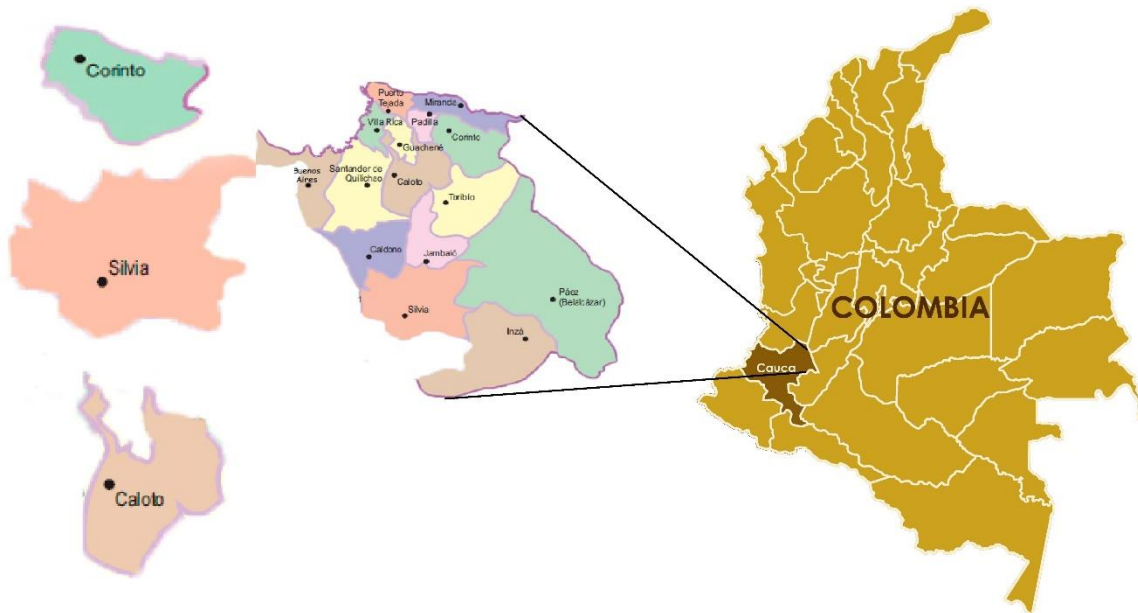 Corinto
Silvia
Caloto
Puerto
Tejada
Miranda
Villa Rica
Padilla
Corinto
Guachené
Buenos
Aires
Santander de
Quilichao
Caloto
Toribío
Caldono
Jambaló
Páez
(Belalcázar)
Silvia
Inzá
COLOMBIA
Cauca